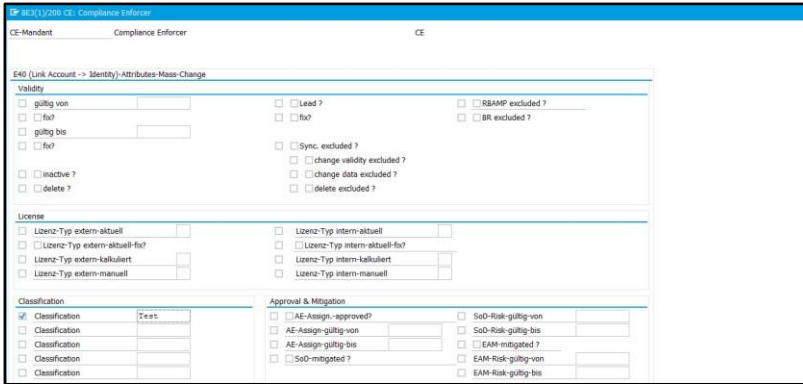 BE3(1)/200 CE: Compliance Enforcer
CE-Mandant Compliance Enforcer CE
E40 (Link Account -> Identity)-Attributes-Mass-Change
Validity
gültig von Lead ? RBAMP excluded ?
fix? fix? BR excluded ?
gültig bis
fix? Sync. excluded ?
change validity excluded ?
inactive ? change data excluded ?
delete ? delete excluded ?
License
Lizenz-Typ extern-aktuell Lizenz-Typ intern-aktuell
Lizenz-Typ extern-aktuell-fix? Lizenz-Typ intern-aktuell-fix?
Lizenz-Typ extern-kalkuliert Lizenz-Typ intern-kalkuliert
Lizenz-Typ extern-manuell Lizenz-Typ intern-manuell
Classification Approval & Mitigation
Classification Test AE-Assign.-approved? SoD-Risk-gültig-von
Classification AE-Assign-gültig-von SoD-Risk-gültig-bis
Classification AE-Assign-gültig-bis EAM-mitigated ?
Classification SoD-mitigated ? EAM-Risk-gültig-von
Classification EAM-Risk-gültig-bis